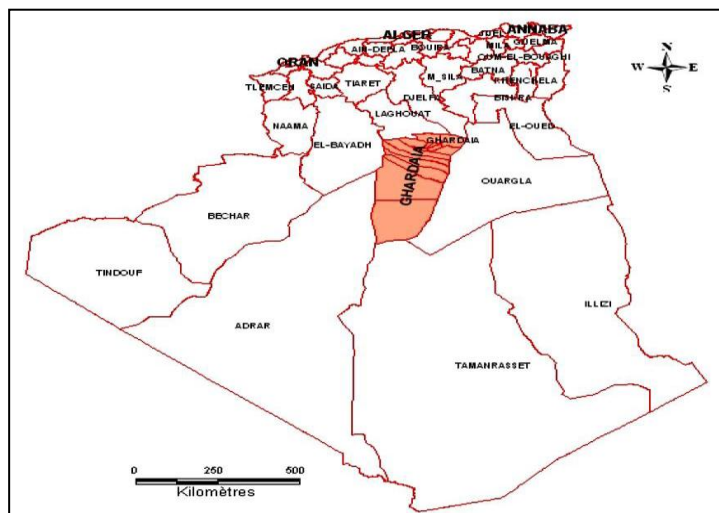 ALGER
ANNABA
JIJEL
GUELMA
AIN-DEFLA
BOUIRA
MILA
OUM-EL-BOUAGHI
ORAN
BATNA
M_SILA
KHENCHELA
TLEMCEN
SAIDA
TIARET
DJELFA
BISKRA
LAGHOUAT
NAAMA
EL-OUED
EL-BAYADH
GHARDAIA
GHARDAIA
OUARGLA
BECHAR
TINDOUF
ILLIZI
ADRAR
TAMANRASSET
N
W E
S
0 250 500
Kilomètres